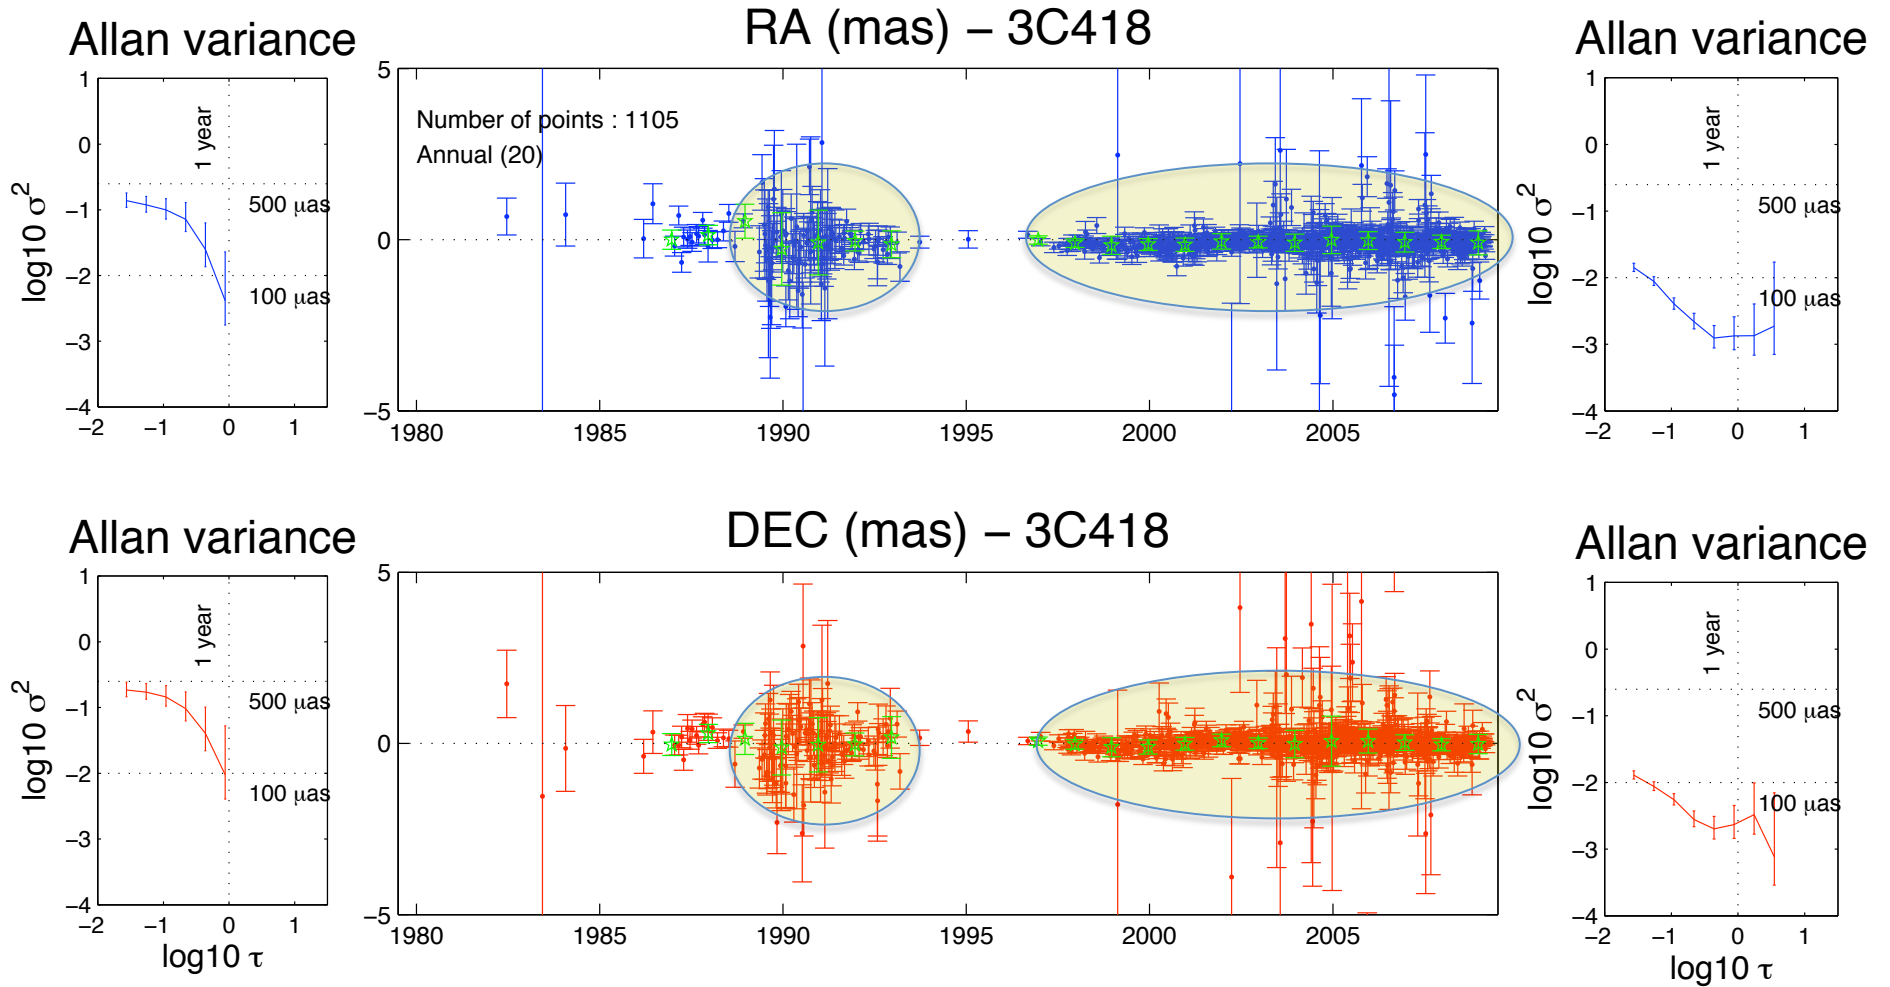 Allan variance
RA (mas) – 3C418
Allan variance
1
0
−1
−2
−3
−4
−2
−1
0
1
log10 σ²
1 year
500 μas
100 μas
5
0
−5
Number of points : 1105
Annual (20)
1980
1985
1990
1995
2000
2005
1
0
−1
−2
−3
−4
−2
−1
0
1
log10 σ²
1 year
500 μas
100 μas
Allan variance
DEC (mas) – 3C418
Allan variance
1
0
−1
−2
−3
−4
−2
−1
0
1
log10 σ²
1 year
500 μas
100 μas
log10 τ
5
0
−5
1980
1985
1990
1995
2000
2005
1
0
−1
−2
−3
−4
−2
−1
0
1
log10 σ²
1 year
500 μas
100 μas
log10 τ